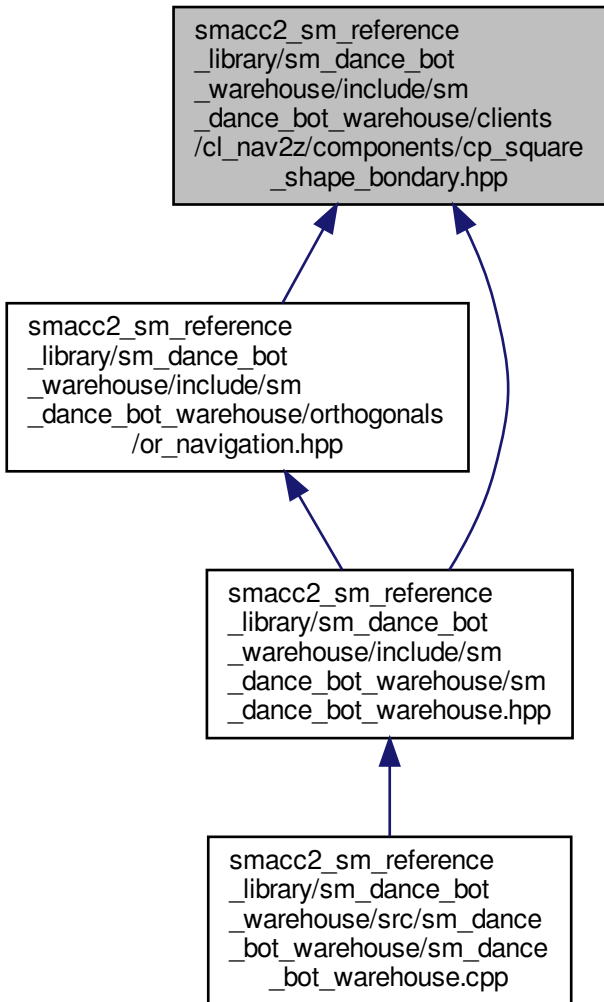 smacc2_sm_reference
_library/sm_dance_bot
_warehouse/include/sm
_dance_bot_warehouse/clients
/cl_nav2z/components/cp_square
_shape_bondary.hpp
smacc2_sm_reference
_library/sm_dance_bot
_warehouse/include/sm
_dance_bot_warehouse/orthogonals
/or_navigation.hpp
smacc2_sm_reference
_library/sm_dance_bot
_warehouse/include/sm
_dance_bot_warehouse/sm
_dance_bot_warehouse.hpp
smacc2_sm_reference
_library/sm_dance_bot
_warehouse/src/sm_dance
_bot_warehouse/sm_dance
_bot_warehouse.cpp